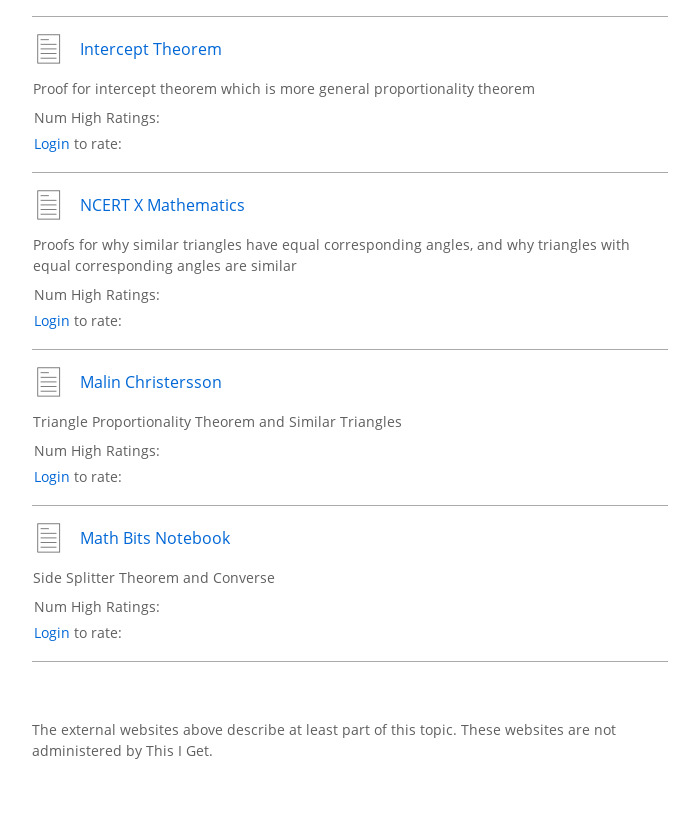 Intercept Theorem
Proof for intercept theorem which is more general proportionality theorem
Num High Ratings:
Login to rate:
NCERT X Mathematics
Proofs for why similar triangles have equal corresponding angles, and why triangles with
equal corresponding angles are similar
Num High Ratings:
Login to rate:
Malin Christersson
Triangle Proportionality Theorem and Similar Triangles
Num High Ratings:
Login to rate:
Math Bits Notebook
Side Splitter Theorem and Converse
Num High Ratings:
Login to rate:
The external websites above describe at least part of this topic. These websites are not
administered by This I Get.